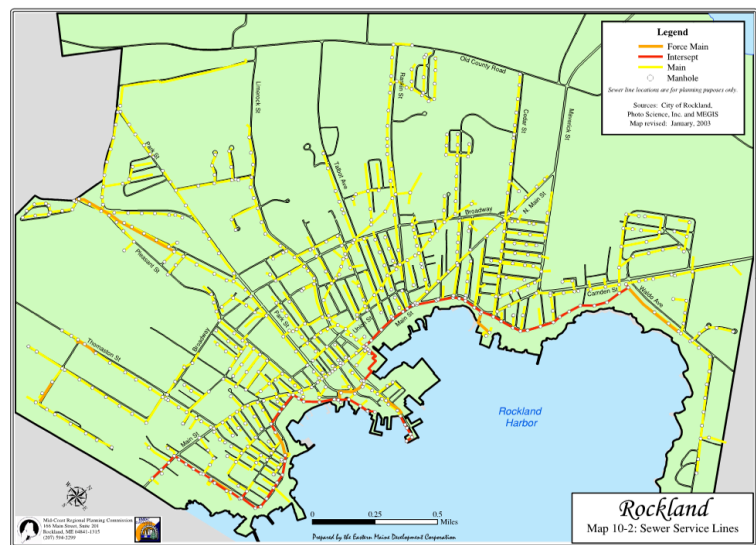 Legend
Force Main
Intersept
Main
Manhole
Sewer line locations are for planning puposes only.
Sources: City of Rockland,
Photo Science, Inc. and MEGIS
Map revised: January, 2003
Old County Road
Limerock St
Rankin St
Cedar St
Maverick St
Park St
Talbot Ave
Broadway
N. Main St
Pleasant St
Camden St
Waldo Ave
Park St
Union St
Main St
Broadway
Thomaston St
Main St
Rockland
Harbor
N
E
S
W
0 0.25 0.5
Miles
Prepared by the Eastern Maine Development Corporation
Mid-Coast Regional Planning Commission
166 Main Street, Suite 201
Rockland, ME 04841-3315
(207) 594-2299
Rockland
Map 10-2: Sewer Service Lines